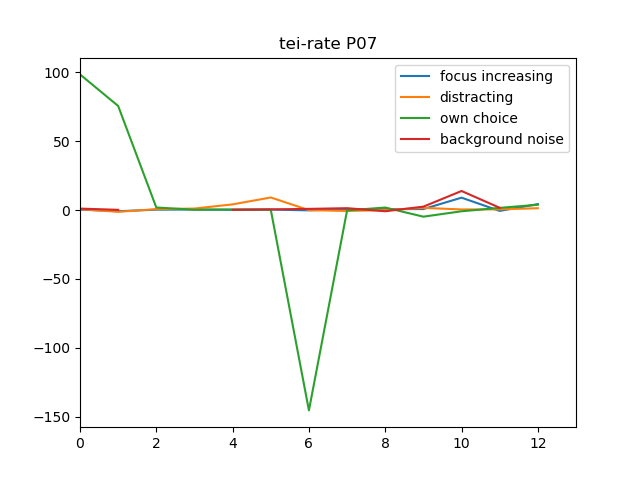 tei-rate P07
focus increasing
distracting
own choice
background noise
100
50
0
−50
−100
−150
0 2 4 6 8 10 12